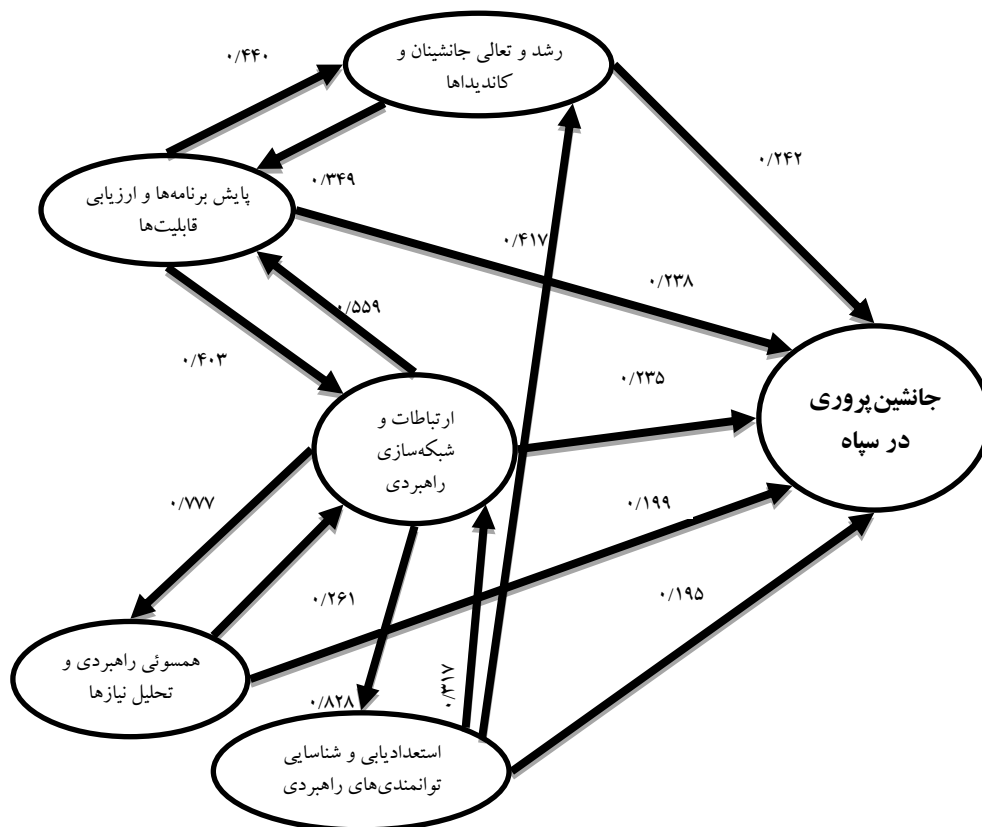 رشد و تعالی جانشینان و
کاندیداها
۰/۴۴۰
۰/۲۴۲
۰/۳۴۹
پایش برنامه‌ها و ارزیابی
قابلیت‌ها
۰/۴۱۷
۰/۲۳۸
۰/۵۵۹
۰/۴۰۳
۰/۲۳۵
جانشین‌پروری
در سپاه
ارتباطات و
شبکه‌سازی
راهبردی
۰/۷۷۷
۰/۱۹۹
۰/۲۶۱
۰/۱۹۵
همسوئی راهبردی و
تحلیل نیازها
۰/۳۱۷
۰/۸۲۸
استعدادیابی و شناسایی
توانمندی‌های راهبردی